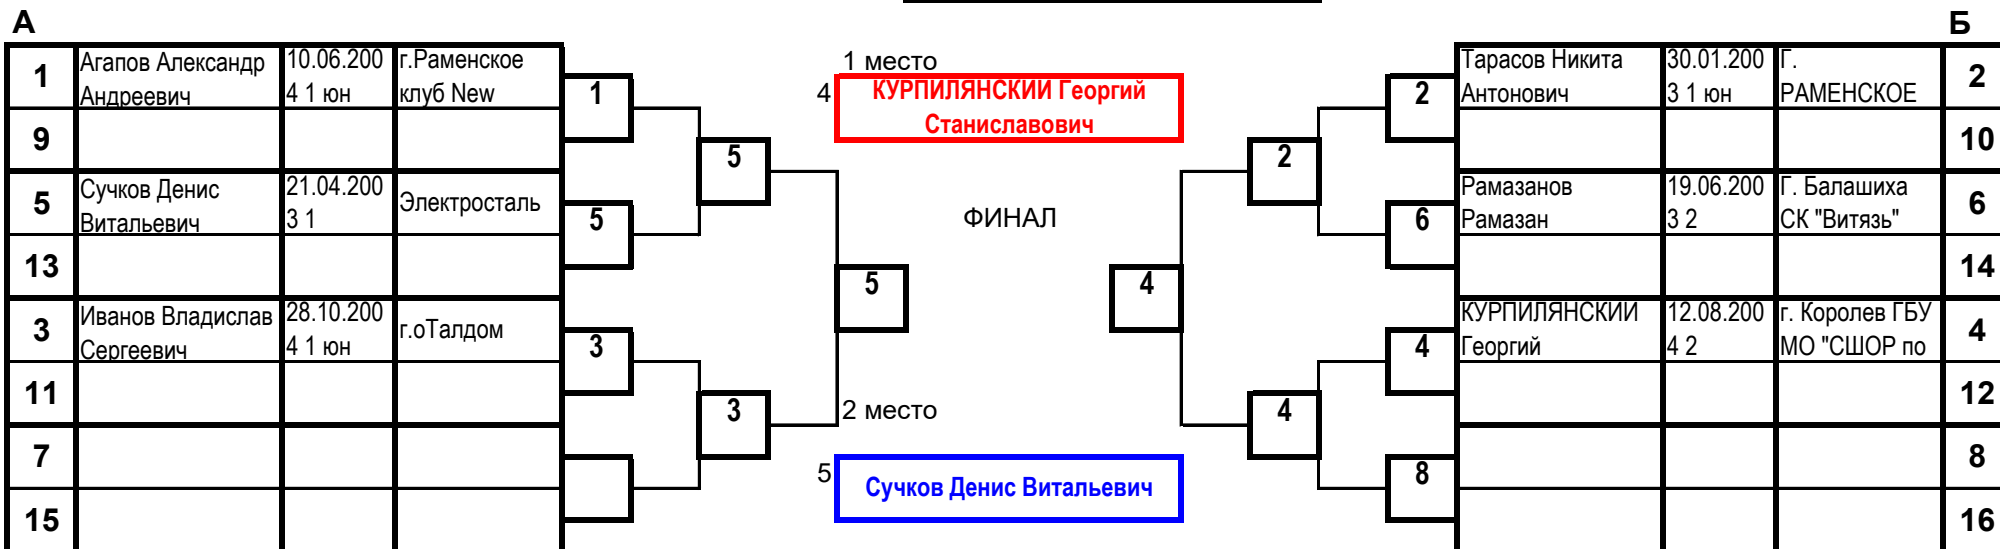 А
Б
1
Агапов Александр
Андреевич
10.06.200
4 1 юн
г.Раменское
клуб New
9
5
Сучков Денис
Витальевич
21.04.200
3 1
Электросталь
13
3
Иванов Владислав
Сергеевич
28.10.200
4 1 юн
г.оТалдом
11
7
15
1
5
3
5
3
5
1 место
4
КУРПИЛЯНСКИИ Георгий
Станиславович
ФИНАЛ
2 место
5
Сучков Денис Витальевич
4
2
4
2
6
4
8
Тарасов Никита
Антонович
30.01.200
3 1 юн
Г.
РАМЕНСКОЕ
2
10
Рамазанов
Рамазан
19.06.200
3 2
Г. Балашиха
СК "Витязь"
6
14
КУРПИЛЯНСКИИ
Георгий
12.08.200
4 2
г. Королев ГБУ
МО "СШОР по
4
12
8
16